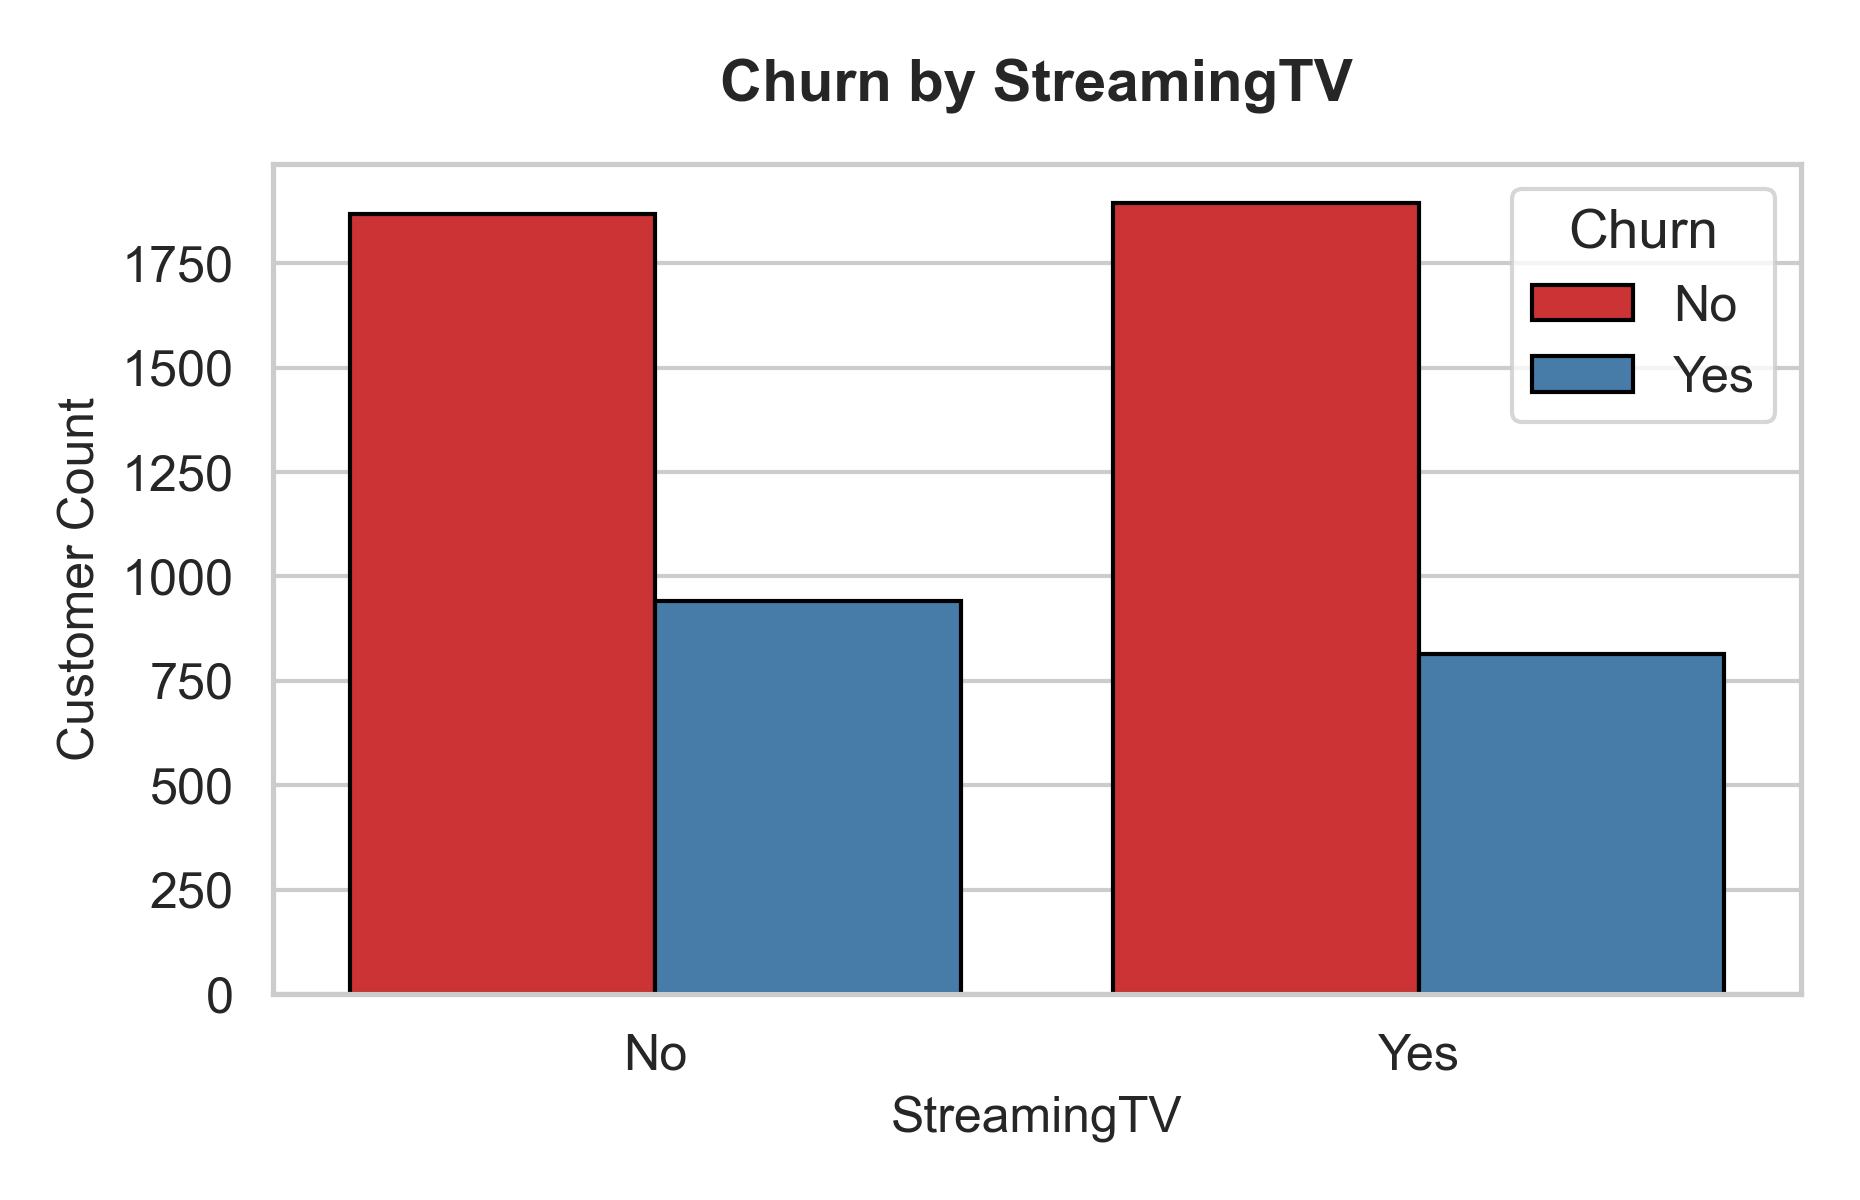 Churn by StreamingTV
Churn
No
Yes
Customer Count
1750
1500
1250
1000
750
500
250
0
No
Yes
StreamingTV